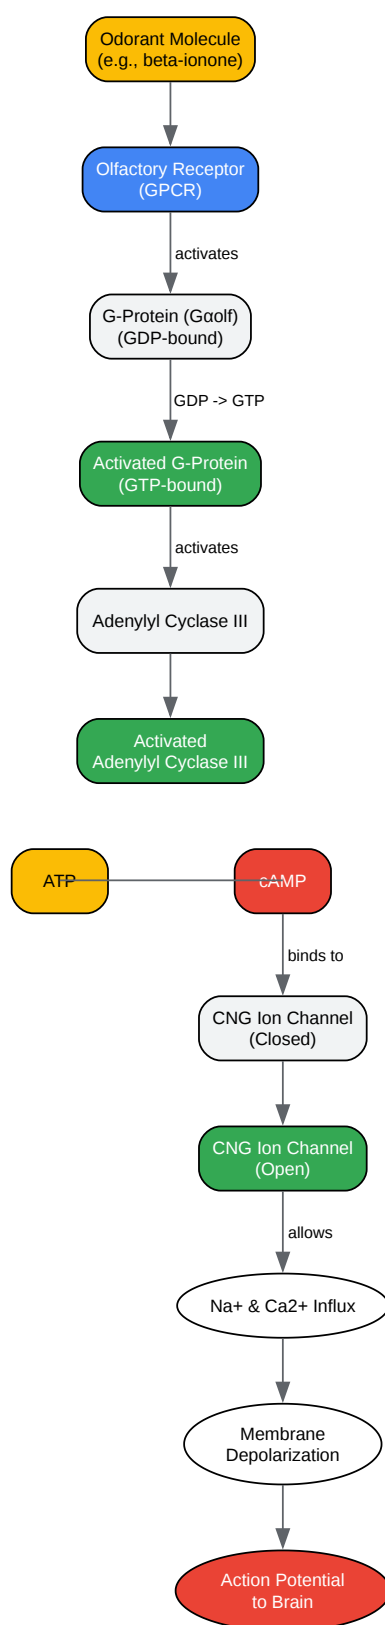 Odorant Molecule
(e.g., beta-ionone)
Olfactory Receptor
(GPCR)
activates
G-Protein (Gαolf)
(GDP-bound)
GDP -> GTP
Activated G-Protein
(GTP-bound)
activates
Adenylyl Cyclase III
Activated
Adenylyl Cyclase III
ATP
cAMP
binds to
CNG Ion Channel
(Closed)
CNG Ion Channel
(Open)
allows
Na+ & Ca2+ Influx
Membrane
Depolarization
Action Potential
to Brain